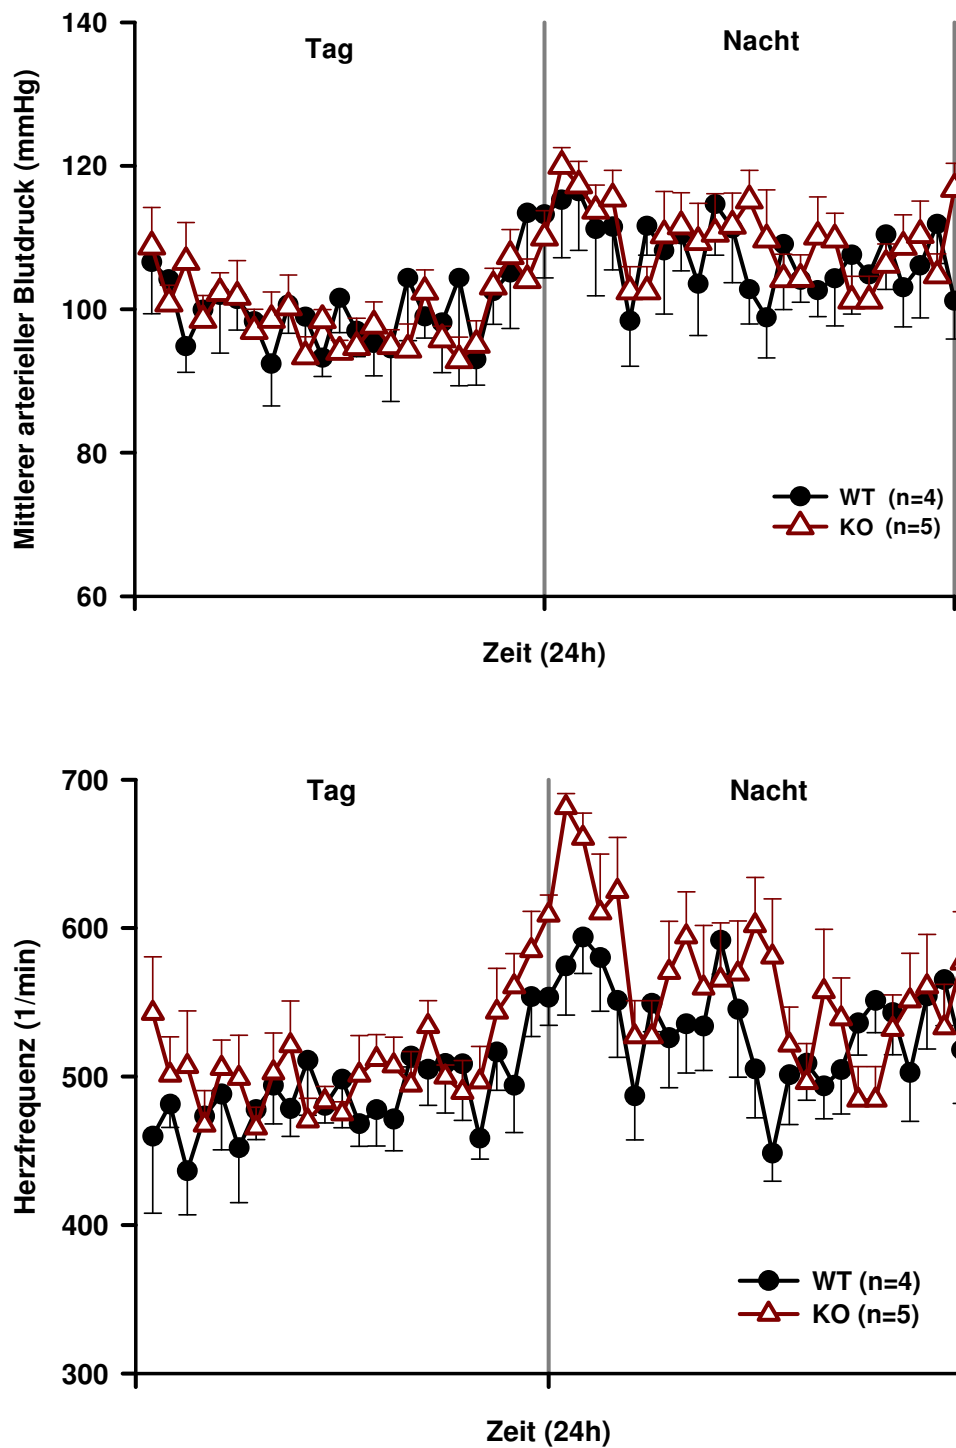 140
Tag
Nacht
120
100
80
60
Mittlerer arterieller Blutdruck (mmHg)
WT (n=4)
KO (n=5)
Zeit (24h)
700
Tag
Nacht
600
500
400
300
Herzfrequenz (1/min)
WT (n=4)
KO (n=5)
Zeit (24h)